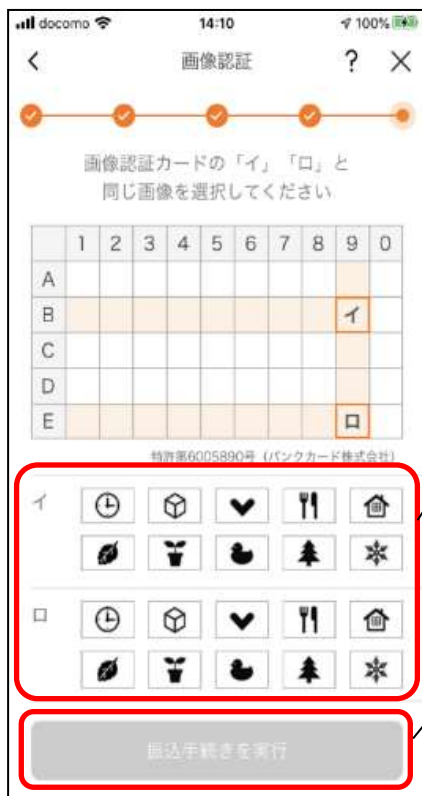 docomo 14:10 100%
画像認証 ?
画像認証カードの「イ」「ロ」と
同じ画像を選択してください
1 2 3 4 5 6 7 8 9 0
A
B イ
C
D
E ロ
特許第6005890号（バンクカード株式会社）
イ
ロ
振込手続きを実行